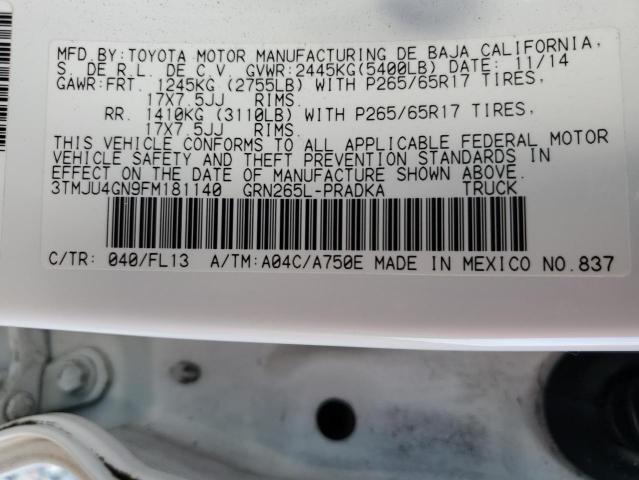 MFD.BY:TOYOTA MOTOR MANUFACTURING DE BAJA CALIFORNIA,
S. DE R.L. DE C.V. GVWR:2445KG(5400LB) DATE: 11/14
GAWR:FRT. 1245KG (2755LB) WITH P265/65R17 TIRES,
17X7.5JJ RIMS.
RR. 1410KG (3110LB) WITH P265/65R17 TIRES,
17X7.5JJ RIMS.
THIS VEHICLE CONFORMS TO ALL APPLICABLE FEDERAL MOTOR
VEHICLE SAFETY AND THEFT PREVENTION STANDARDS IN
EFFECT ON THE DATE OF MANUFACTURE SHOWN ABOVE.
3TMJU4GN9FM181140 GRN265L-PRADKA TRUCK
C/TR: 040/FL13 A/TM:A04C/A750E MADE IN MEXICO NO.837